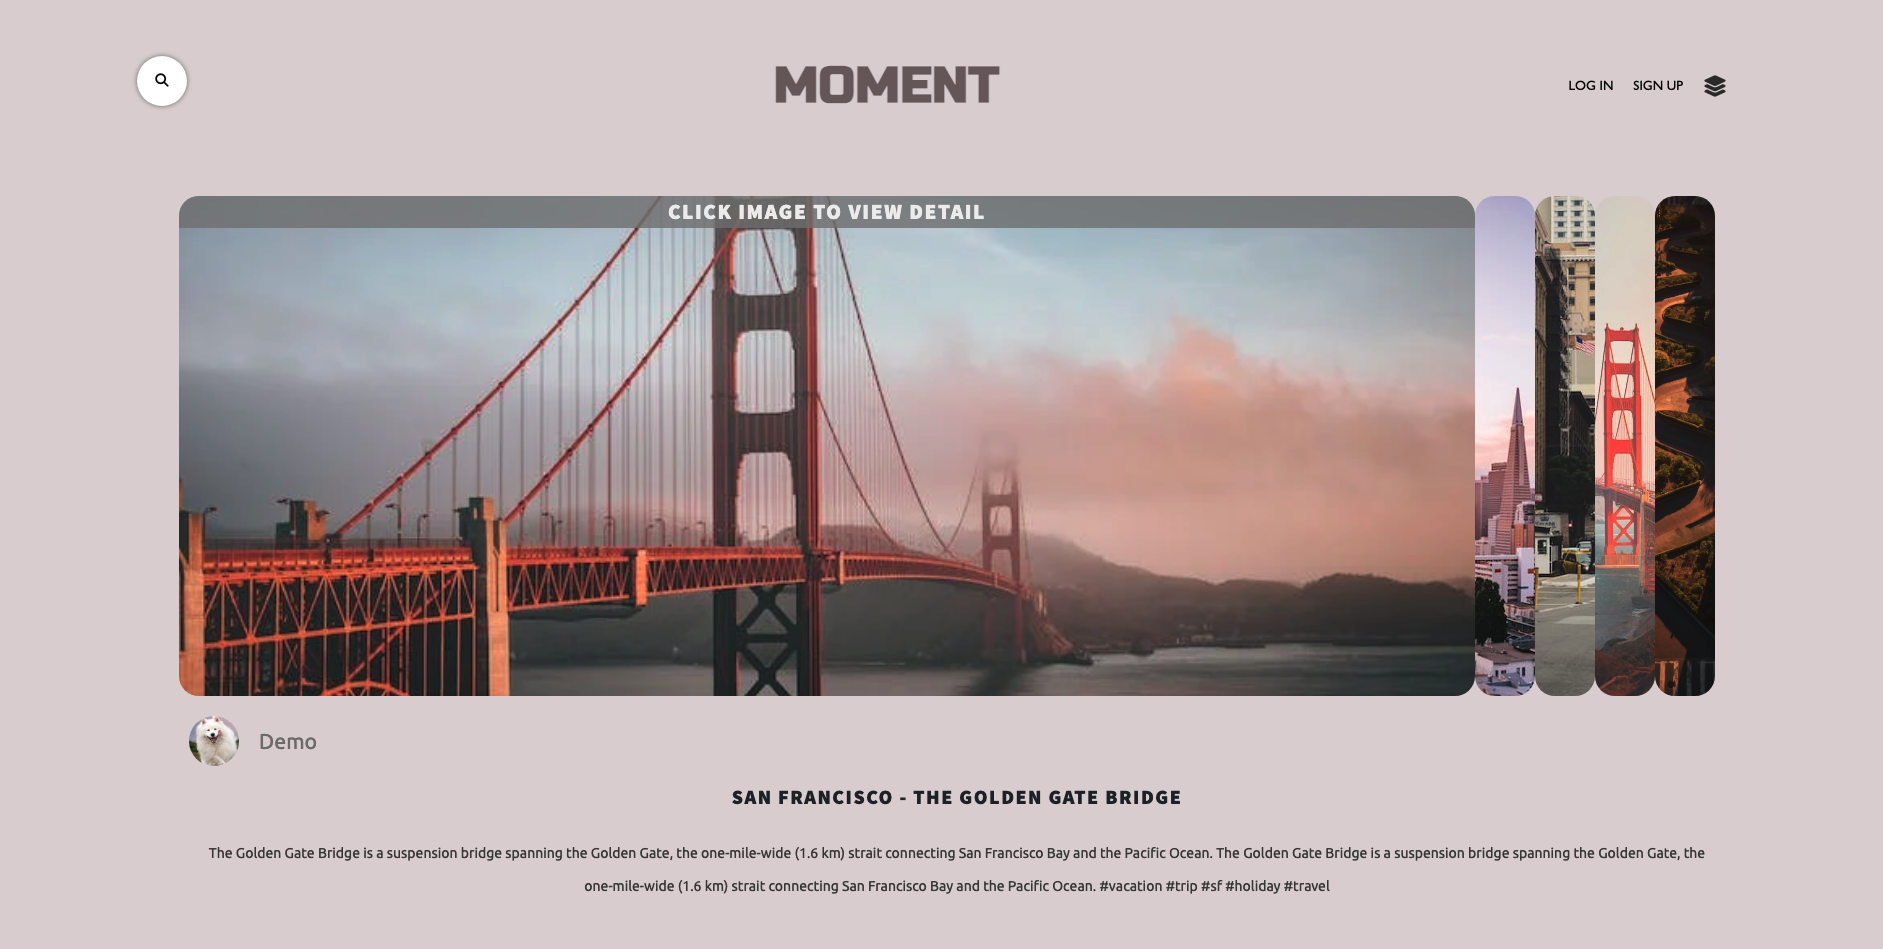 MOMENT
LOG IN
SIGN UP
CLICK IMAGE TO VIEW DETAIL
Demo
SAN FRANCISCO - THE GOLDEN GATE BRIDGE
The Golden Gate Bridge is a suspension bridge spanning the Golden Gate, the one-mile-wide (1.6 km) strait connecting San Francisco Bay and the Pacific Ocean. The Golden Gate Bridge is a suspension bridge spanning the Golden Gate, the
one-mile-wide (1.6 km) strait connecting San Francisco Bay and the Pacific Ocean. #vacation #trip #sf #holiday #travel